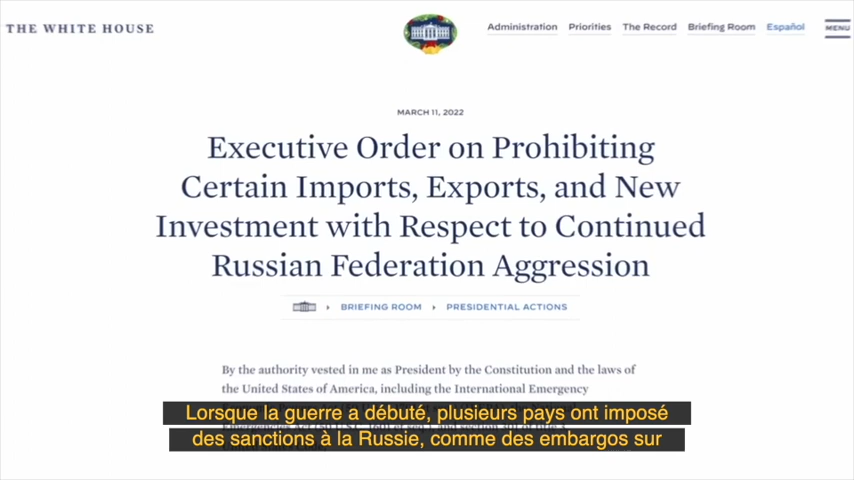 THE WHITE HOUSE
Administration Priorities The Record Briefing Room Español MENU
MARCH 11, 2022
Executive Order on Prohibiting
Certain Imports, Exports, and New
Investment with Respect to Continued
Russian Federation Aggression
BRIEFING ROOM PRESIDENTIAL ACTIONS
By the authority vested in me as President by the Constitution and the laws of
the United States of America, including the International Emergency
Lorsque la guerre a débuté, plusieurs pays ont imposé
des sanctions à la Russie, comme des embargos sur